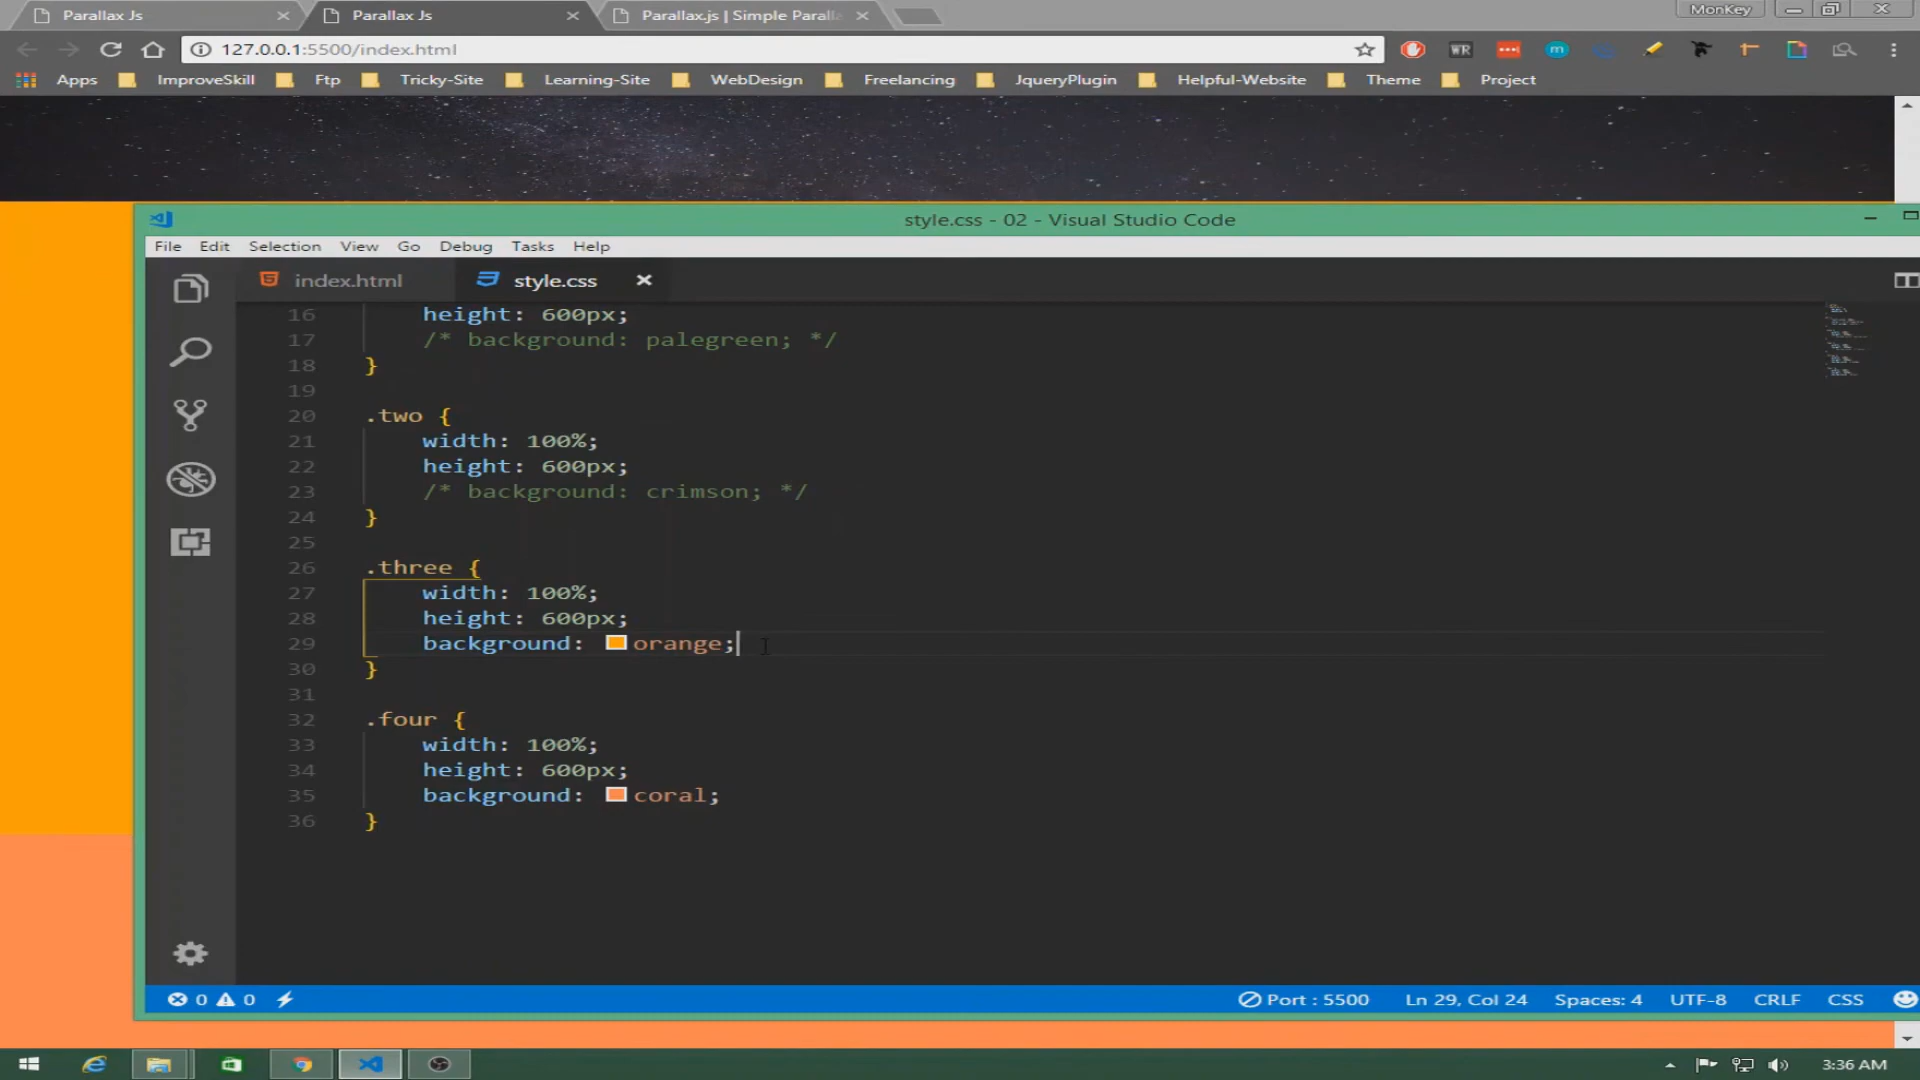 Parallax Js
Parallax Js
Parallax.js | Simple Paralla
MonKey
127.0.0.1:5500/index.html
WR
m
Apps
ImproveSkill
Ftp
Tricky-Site
Learning-Site
WebDesign
Freelancing
JqueryPlugin
Helpful-Website
Theme
Project
style.css - 02 - Visual Studio Code
File
Edit
Selection
View
Go
Debug
Tasks
Help
index.html
style.css
16 height: 600px;
17 /* background: palegreen; */
18 }
19
20 .two {
21 width: 100%;
22 height: 600px;
23 /* background: crimson; */
24 }
25
26 .three {
27 width: 100%;
28 height: 600px;
29 background: orange;
30 }
31
32 .four {
33 width: 100%;
34 height: 600px;
35 background: coral;
36 }
0
0
Port : 5500
Ln 29, Col 24
Spaces: 4
UTF-8
CRLF
CSS
3:36 AM